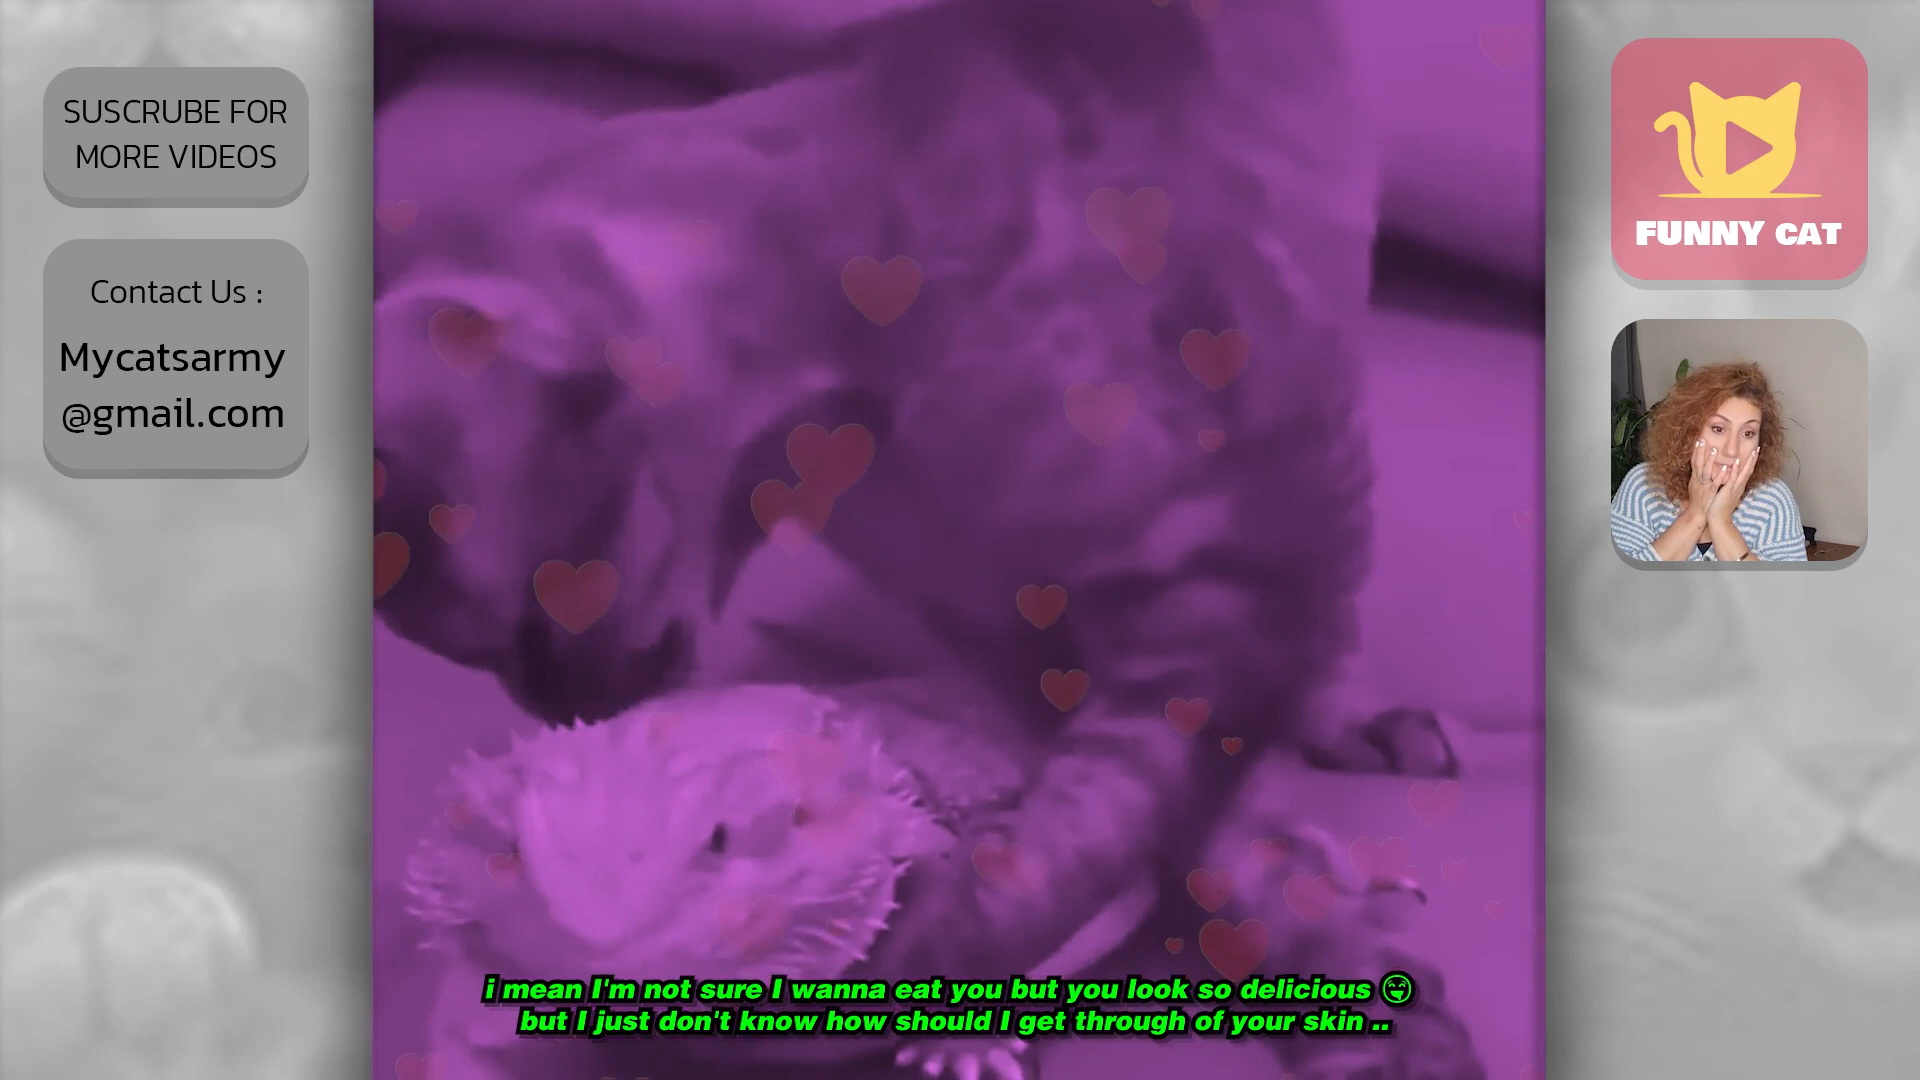 SUSCRUBE FOR
MORE VIDEOS
Contact Us :
Mycatsarmy
@gmail.com
FUNNY CAT
i mean I'm not sure I wanna eat you but you look so delicious 😄
but I just don't know how should I get through of your skin ..